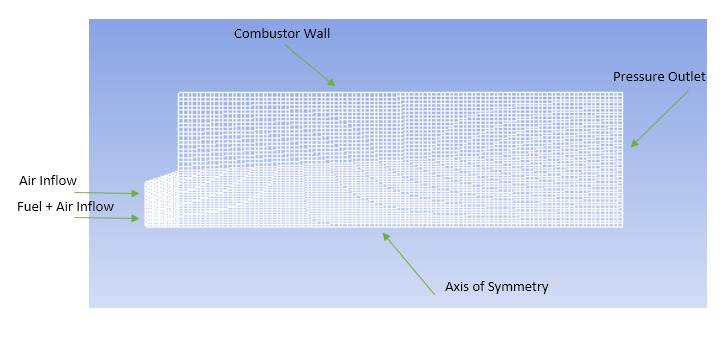 Combustor Wall
Pressure Outlet
Air Inflow
Fuel + Air Inflow
Axis of Symmetry